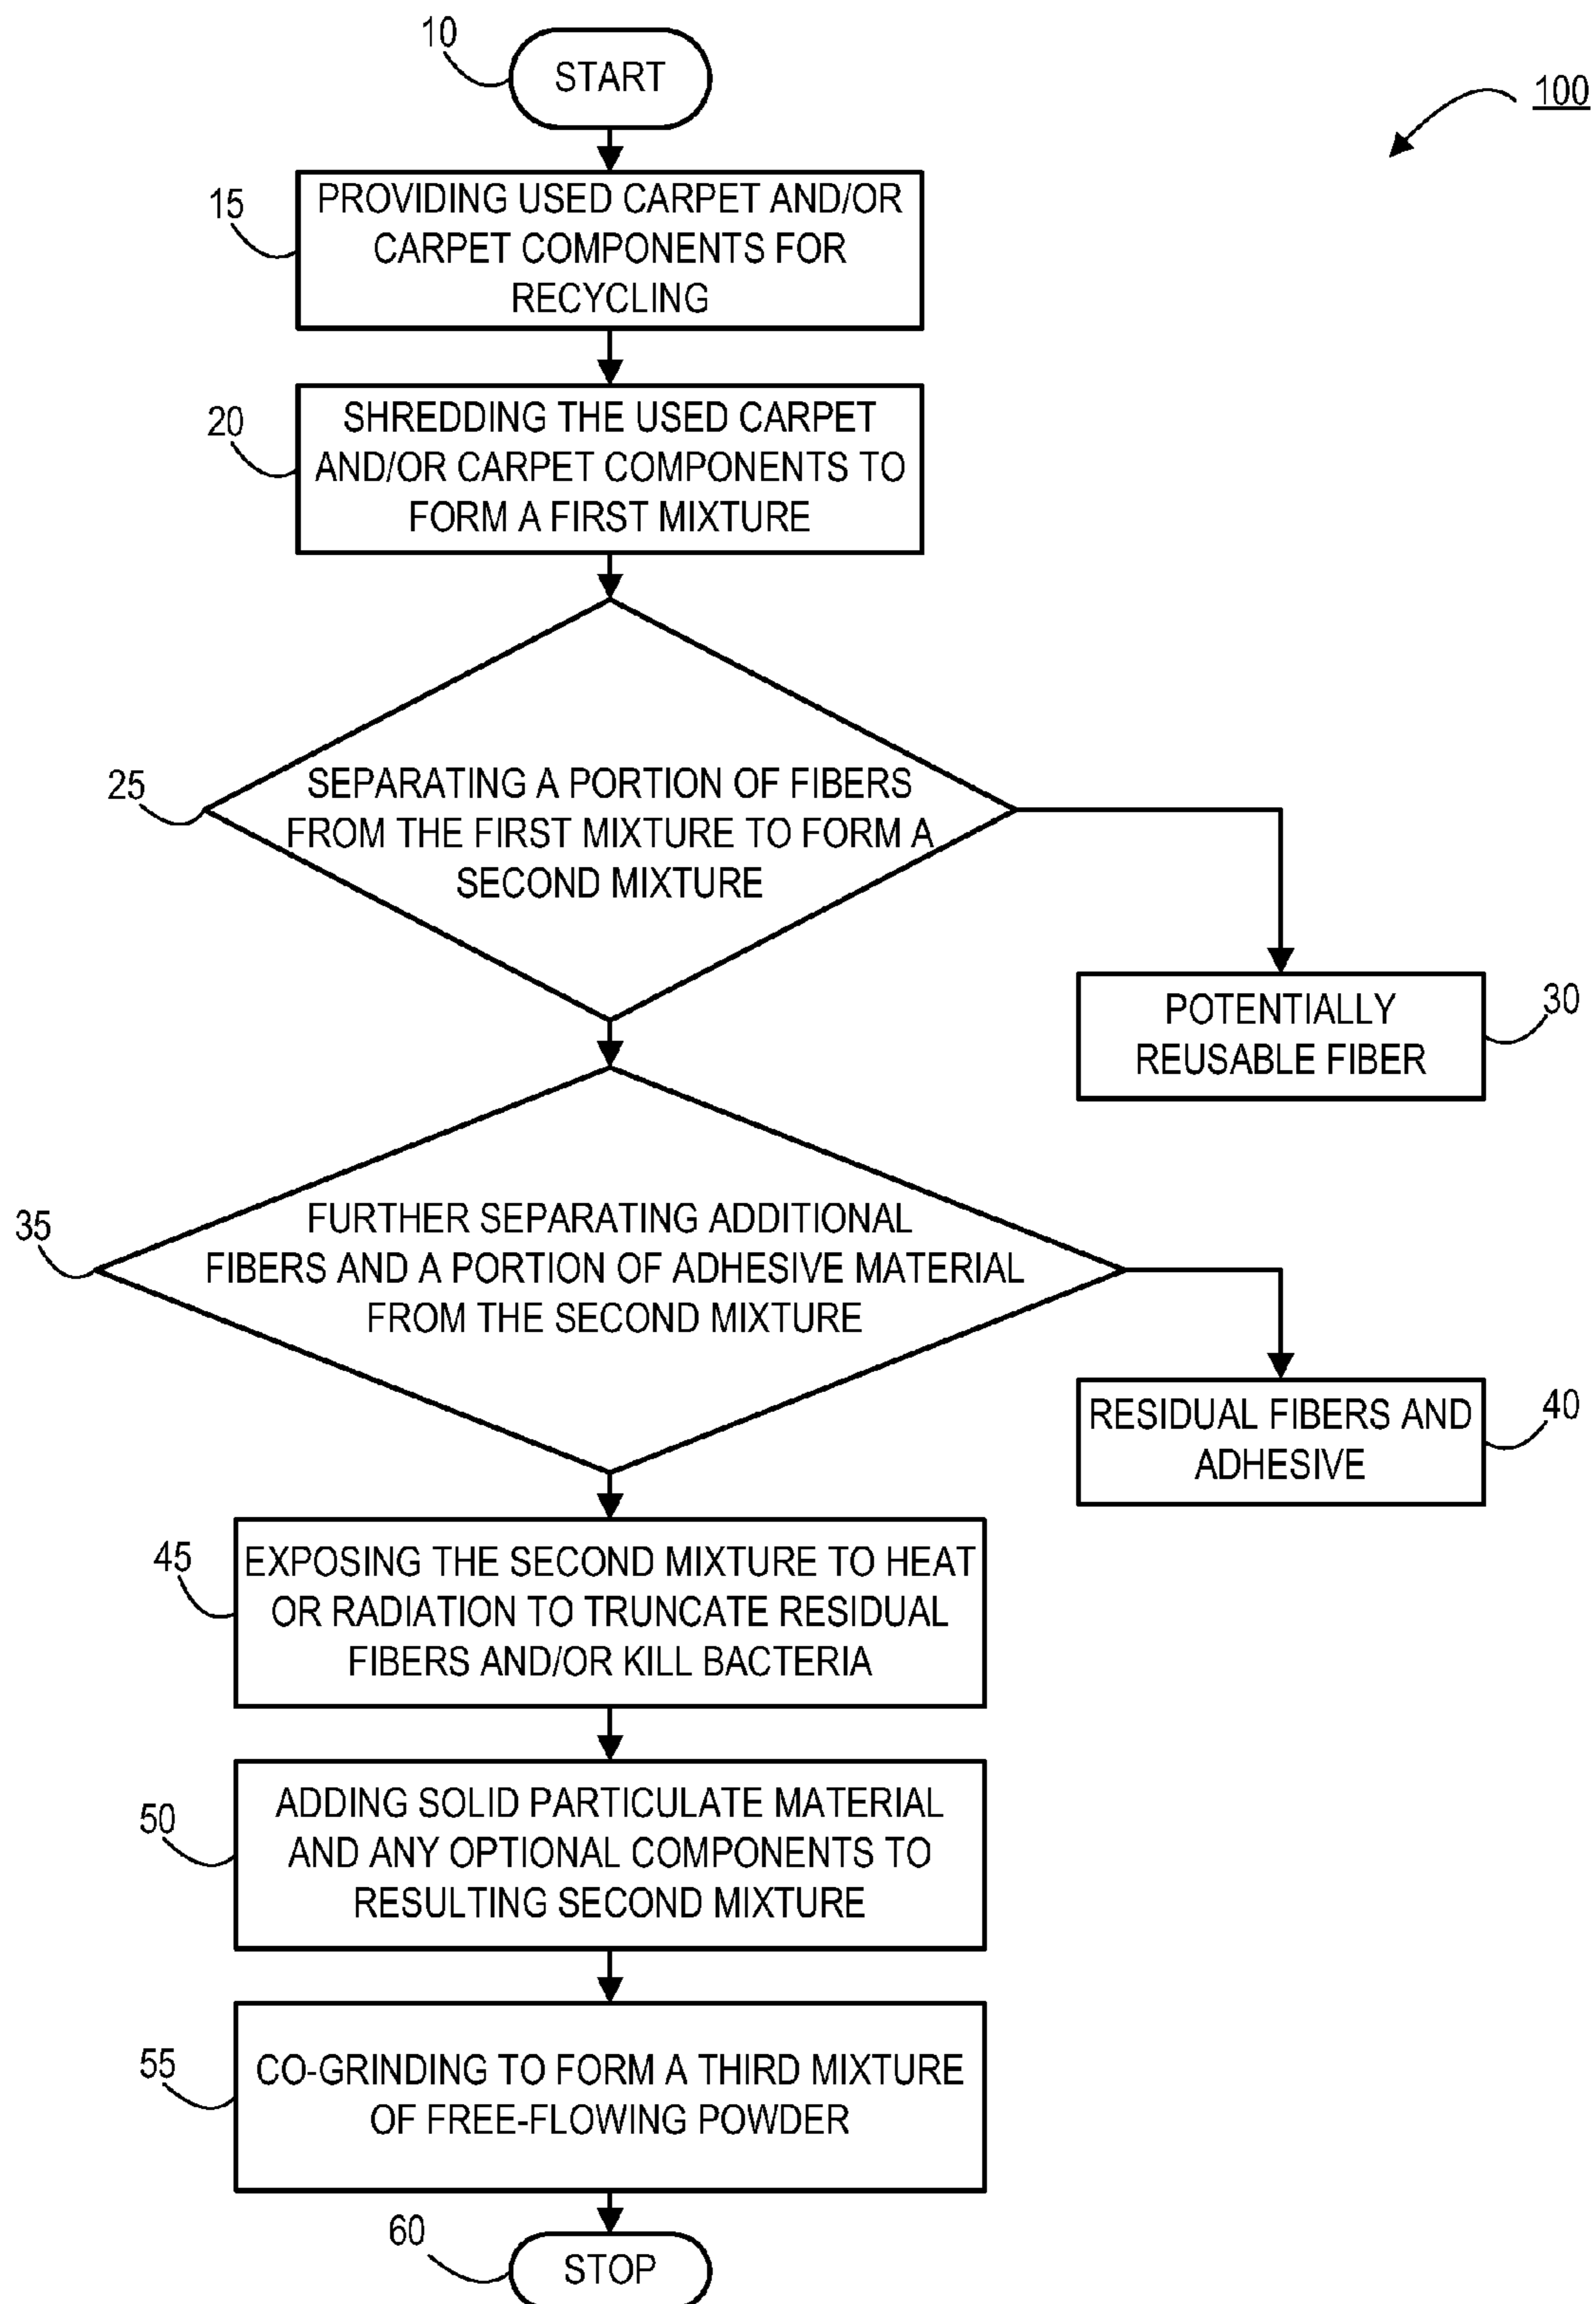 10
START
100
15
PROVIDING USED CARPET AND/OR
CARPET COMPONENTS FOR
RECYCLING
20
SHREDDING THE USED CARPET
AND/OR CARPET COMPONENTS TO
FORM A FIRST MIXTURE
25
SEPARATING A PORTION OF FIBERS
FROM THE FIRST MIXTURE TO FORM A
SECOND MIXTURE
POTENTIALLY
REUSABLE FIBER
30
35
FURTHER SEPARATING ADDITIONAL
FIBERS AND A PORTION OF ADHESIVE MATERIAL
FROM THE SECOND MIXTURE
RESIDUAL FIBERS AND
ADHESIVE
40
45
EXPOSING THE SECOND MIXTURE TO HEAT
OR RADIATION TO TRUNCATE RESIDUAL
FIBERS AND/OR KILL BACTERIA
50
ADDING SOLID PARTICULATE MATERIAL
AND ANY OPTIONAL COMPONENTS TO
RESULTING SECOND MIXTURE
55
CO-GRINDING TO FORM A THIRD MIXTURE
OF FREE-FLOWING POWDER
60
STOP